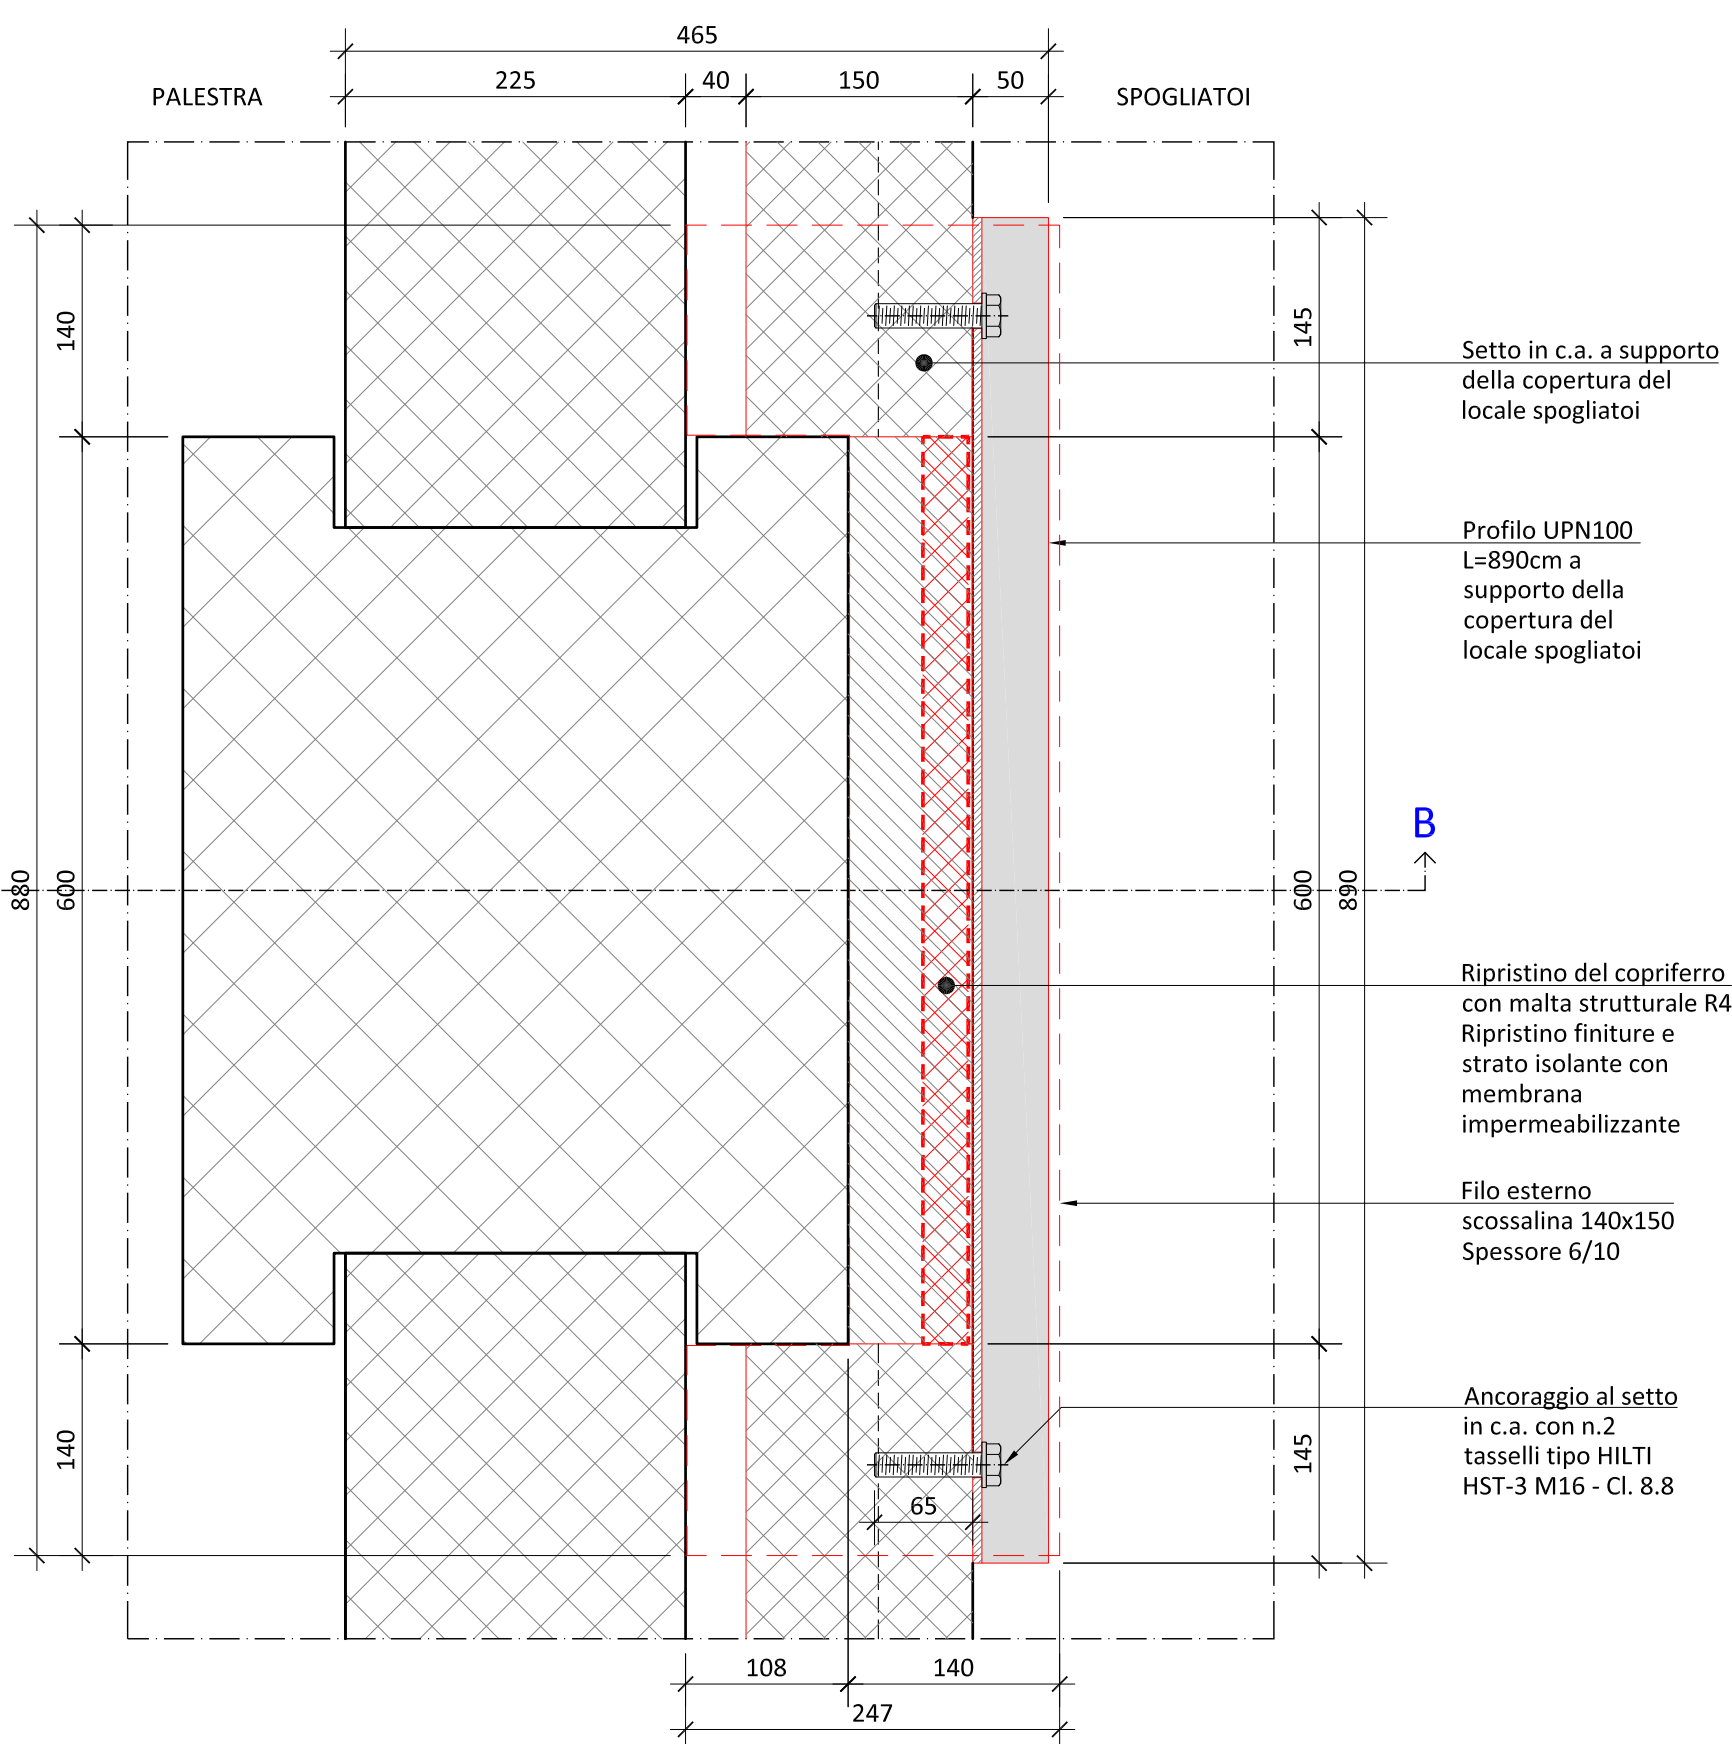 465
225
40
150
50
PALESTRA
SPOGLIATOI
140
145
Setto in c.a. a supporto
della copertura del
locale spogliatoi
Profilo UPN100
L=890cm a
supporto della
copertura del
locale spogliatoi
B
880
600
600
890
Ripristino del copriferro
con malta strutturale R4
Ripristino finiture e
strato isolante con
membrana
impermeabilizzante
Filo esterno
scossalina 140x150
Spessore 6/10
Ancoraggio al setto
in c.a. con n.2
tasselli tipo HILTI
HST-3 M16 - Cl. 8.8
140
145
65
108
140
247